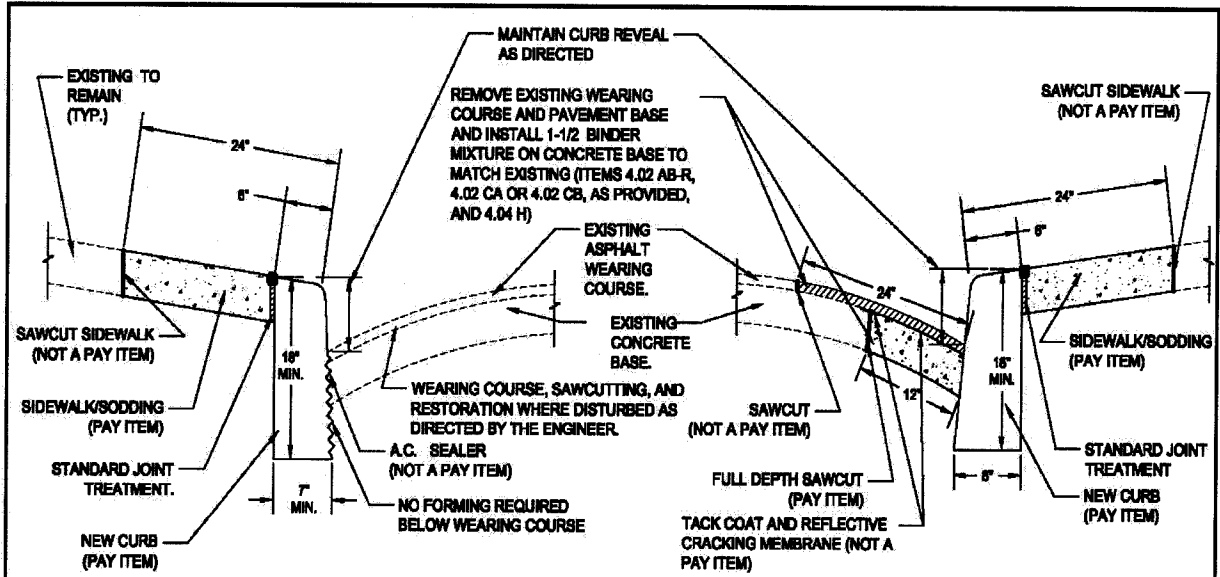 MAINTAIN CURB REVEAL
AS DIRECTED
EXISTING TO
REMAIN
(TYP.)
REMOVE EXISTING WEARING
COURSE AND PAVEMENT BASE
AND INSTALL 1-1/2 BINDER
MIXTURE ON CONCRETE BASE TO
MATCH EXISTING (ITEMS 4.02 AB-R,
4.02 CA OR 4.02 CB, AS PROVIDED,
AND 4.04 H)
SAWCUT SIDEWALK
(NOT A PAY ITEM)
24"
6"
24"
6"
EXISTING
ASPHALT
WEARING
COURSE.
EXISTING
CONCRETE
BASE.
24"
12"
SAWCUT SIDEWALK
(NOT A PAY ITEM)
18"
MIN.
18"
MIN.
SIDEWALK/SODDING
(PAY ITEM)
SIDEWALK/SODDING
(PAY ITEM)
WEARING COURSE, SAWCUTTING, AND
RESTORATION WHERE DISTURBED AS
DIRECTED BY THE ENGINEER.
SAWCUT
(NOT A PAY ITEM)
A.C. SEALER
(NOT A PAY ITEM)
STANDARD JOINT
TREATMENT.
STANDARD JOINT
TREATMENT
FULL DEPTH SAWCUT
(PAY ITEM)
7"
MIN.
NO FORMING REQUIRED
BELOW WEARING COURSE
TACK COAT AND REFLECTIVE
CRACKING MEMBRANE (NOT A
PAY ITEM)
NEW CURB
(PAY ITEM)
NEW CURB
(PAY ITEM)